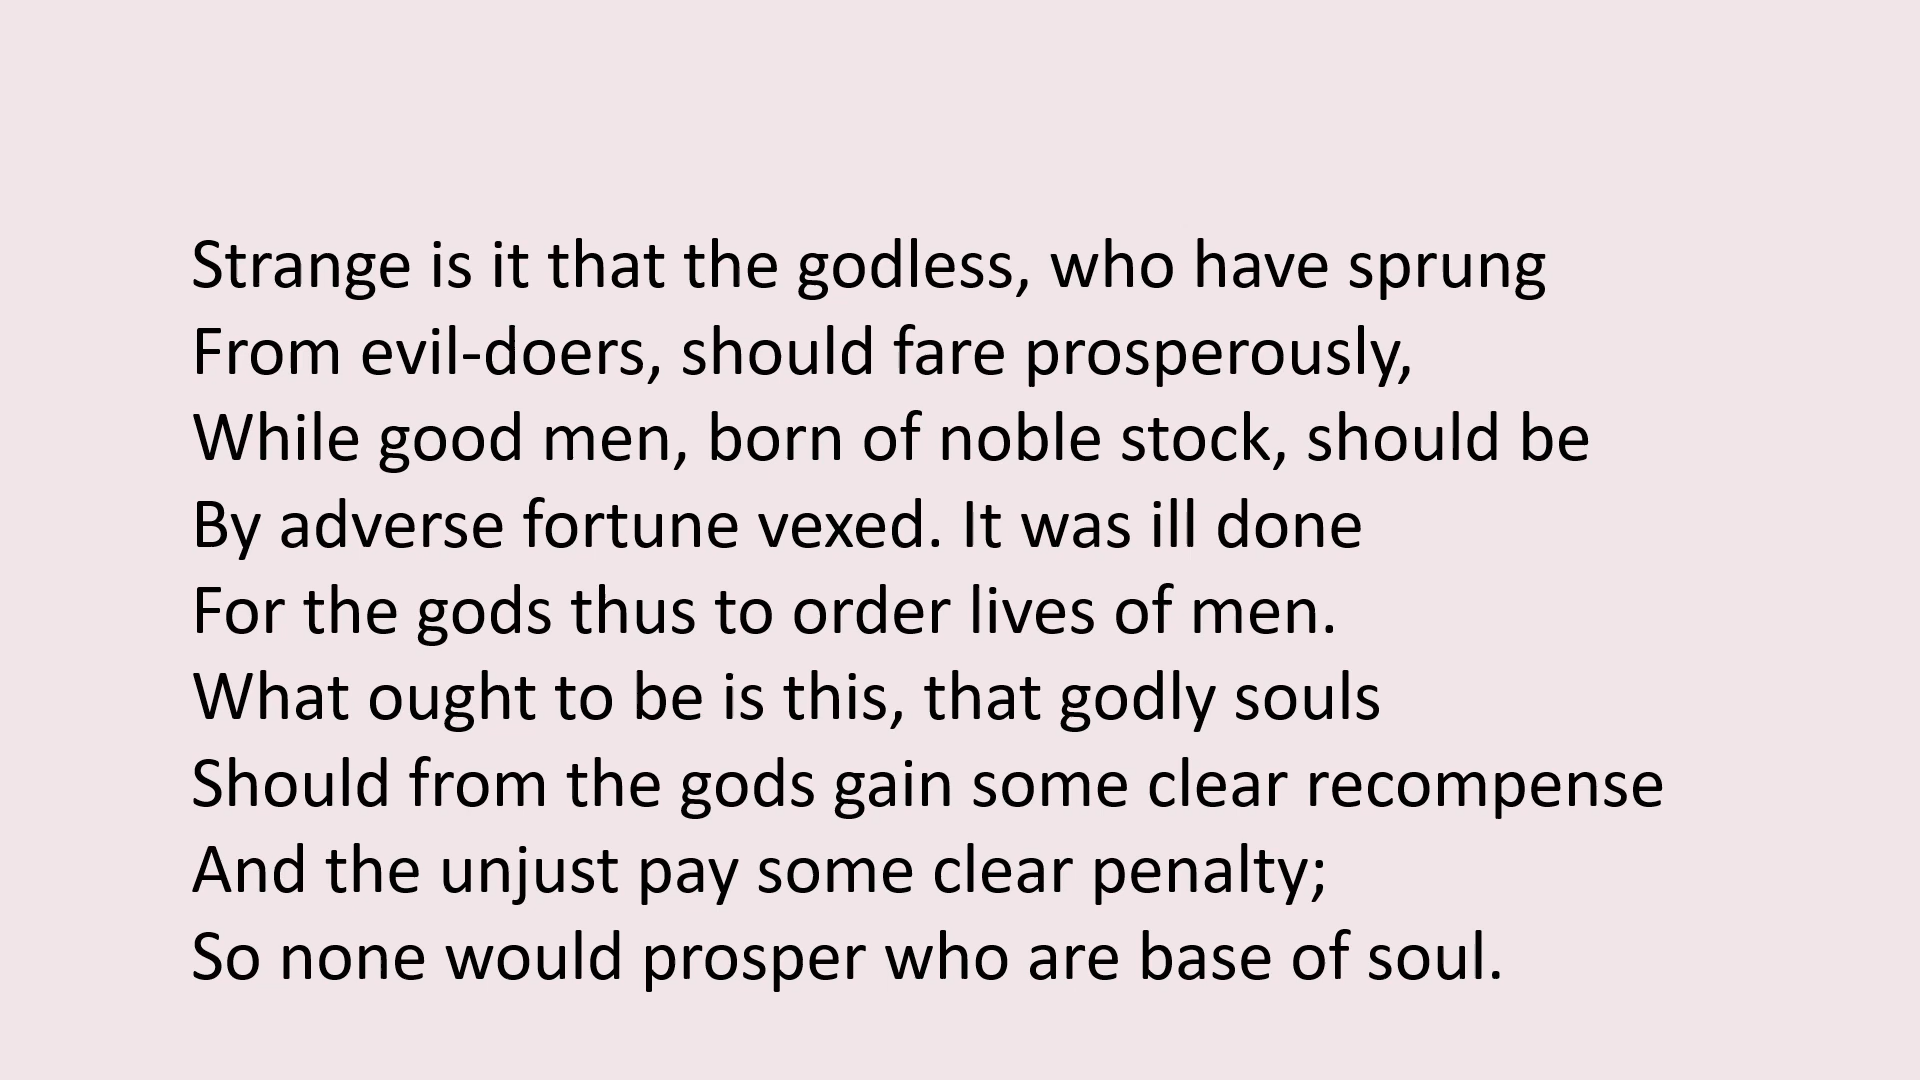 Strange is it that the godless, who have sprung
From evil-doers, should fare prosperously,
While good men, born of noble stock, should be
By adverse fortune vexed. It was ill done
For the gods thus to order lives of men.
What ought to be is this, that godly souls
Should from the gods gain some clear recompense
And the unjust pay some clear penalty;
So none would prosper who are base of soul.